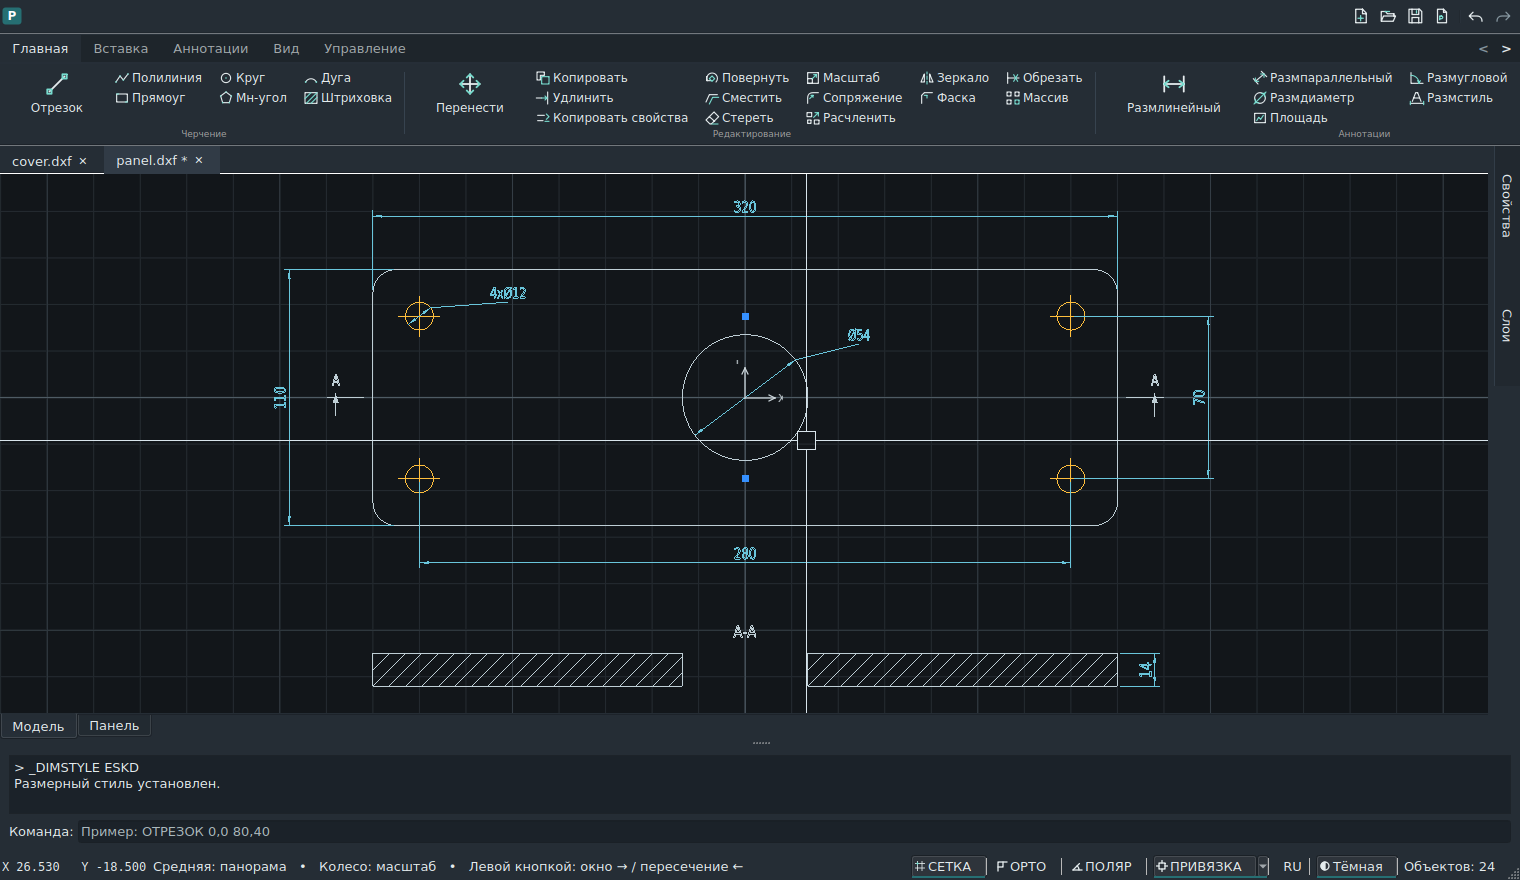 P
Главная Вставка Аннотации Вид Управление < >
Отрезок
Полилиния Круг Дуга
Прямоуг Мн-угол Штриховка
Черчение
Перенести
Копировать Повернуть Масштаб Зеркало Обрезать
Удлинить Сместить Сопряжение Фаска Массив
Копировать свойства Стереть Расчленить
Редактирование
Размлинейный
Размпараллельный Размугловой
Размдиаметр Размстиль
Площадь
Аннотации
cover.dxf × panel.dxf * ×
Свойства
Слои
320
4xØ12
Ø54
A
A
110
70
X
280
A-A
14
Модель Панель
> _DIMSTYLE ESKD
Размерный стиль установлен.
Команда: Пример: ОТРЕЗОК 0,0 80,40
X 26.530 Y -18.500 Средняя: панорама • Колесо: масштаб • Левой кнопкой: окно → / пересечение ← СЕТКА ОРТО ПОЛЯР ПРИВЯЗКА RU Тёмная Объектов: 24